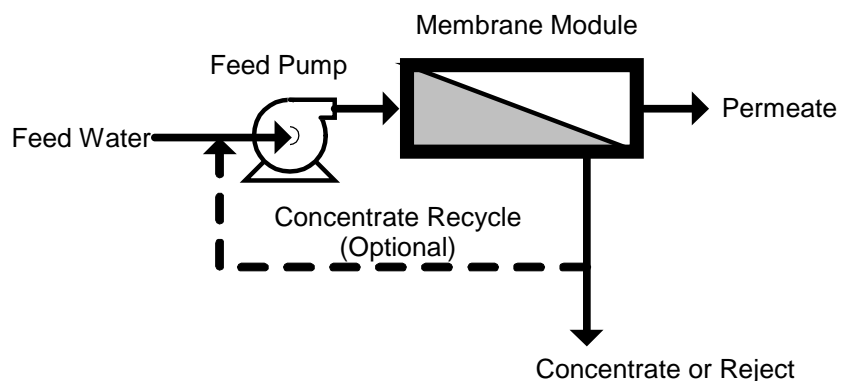 Membrane Module
Feed Pump
Permeate
Feed Water
Concentrate Recycle
(Optional)
Concentrate or Reject